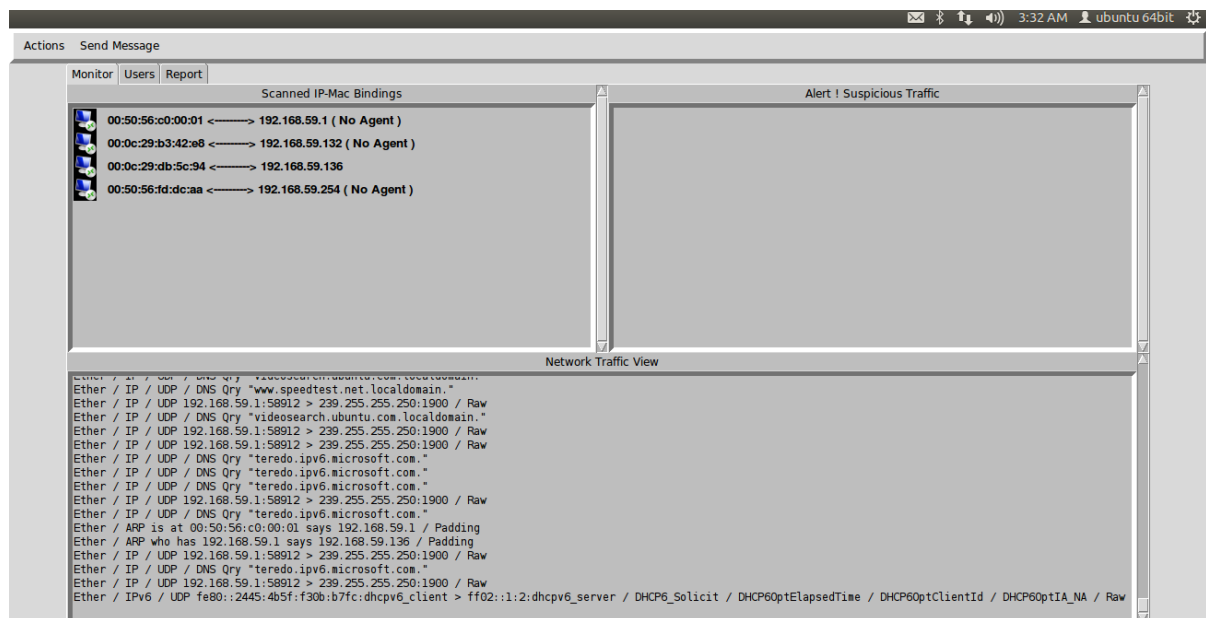 3:32 AM ubuntu 64bit
Actions Send Message
Monitor Users Report
Scanned IP-Mac Bindings
00:50:56:c0:00:01 <--------> 192.168.59.1 ( No Agent )
00:0c:29:b3:42:e8 <--------> 192.168.59.132 ( No Agent )
00:0c:29:db:5c:94 <--------> 192.168.59.136
00:50:56:fd:dc:aa <--------> 192.168.59.254 ( No Agent )
Alert ! Suspicious Traffic
Network Traffic View
Ether / IP / UDP / DNS Qry "videosearch.ubuntu.com.localdomain."
Ether / IP / UDP / DNS Qry "www.speedtest.net.localdomain."
Ether / IP / UDP 192.168.59.1:58912 > 239.255.255.250:1900 / Raw
Ether / IP / UDP / DNS Qry "videosearch.ubuntu.com.localdomain."
Ether / IP / UDP 192.168.59.1:58912 > 239.255.255.250:1900 / Raw
Ether / IP / UDP 192.168.59.1:58912 > 239.255.255.250:1900 / Raw
Ether / IP / UDP / DNS Qry "teredo.ipv6.microsoft.com."
Ether / IP / UDP / DNS Qry "teredo.ipv6.microsoft.com."
Ether / IP / UDP / DNS Qry "teredo.ipv6.microsoft.com."
Ether / IP / UDP 192.168.59.1:58912 > 239.255.255.250:1900 / Raw
Ether / IP / UDP / DNS Qry "teredo.ipv6.microsoft.com."
Ether / ARP is at 00:50:56:c0:00:01 says 192.168.59.1 / Padding
Ether / ARP who has 192.168.59.1 says 192.168.59.136 / Padding
Ether / IP / UDP 192.168.59.1:58912 > 239.255.255.250:1900 / Raw
Ether / IP / UDP / DNS Qry "teredo.ipv6.microsoft.com."
Ether / IP / UDP 192.168.59.1:58912 > 239.255.255.250:1900 / Raw
Ether / IPv6 / UDP fe80::2445:4b5f:f30b:b7fc:dhcpv6_client > ff02::1:2:dhcpv6_server / DHCP6_Solicit / DHCP6OptElapsedTime / DHCP6OptClientId / DHCP6OptIA_NA / Raw